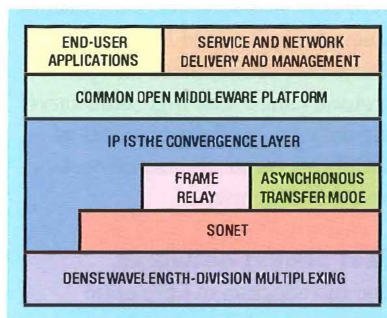 END-USER
APPLICATIONS
SERVICE AND NETWORK
DELIVERY AND MANAGEMENT
COMMON OPEN MIDDLEWARE PLATFORM
IP IS THE CONVERGENCE LAYER
FRAME
RELAY
ASYNCHRONOUS
TRANSFER MODE
SONET
DENSE WAVELENGTH-DIVISION MULTIPLEXING